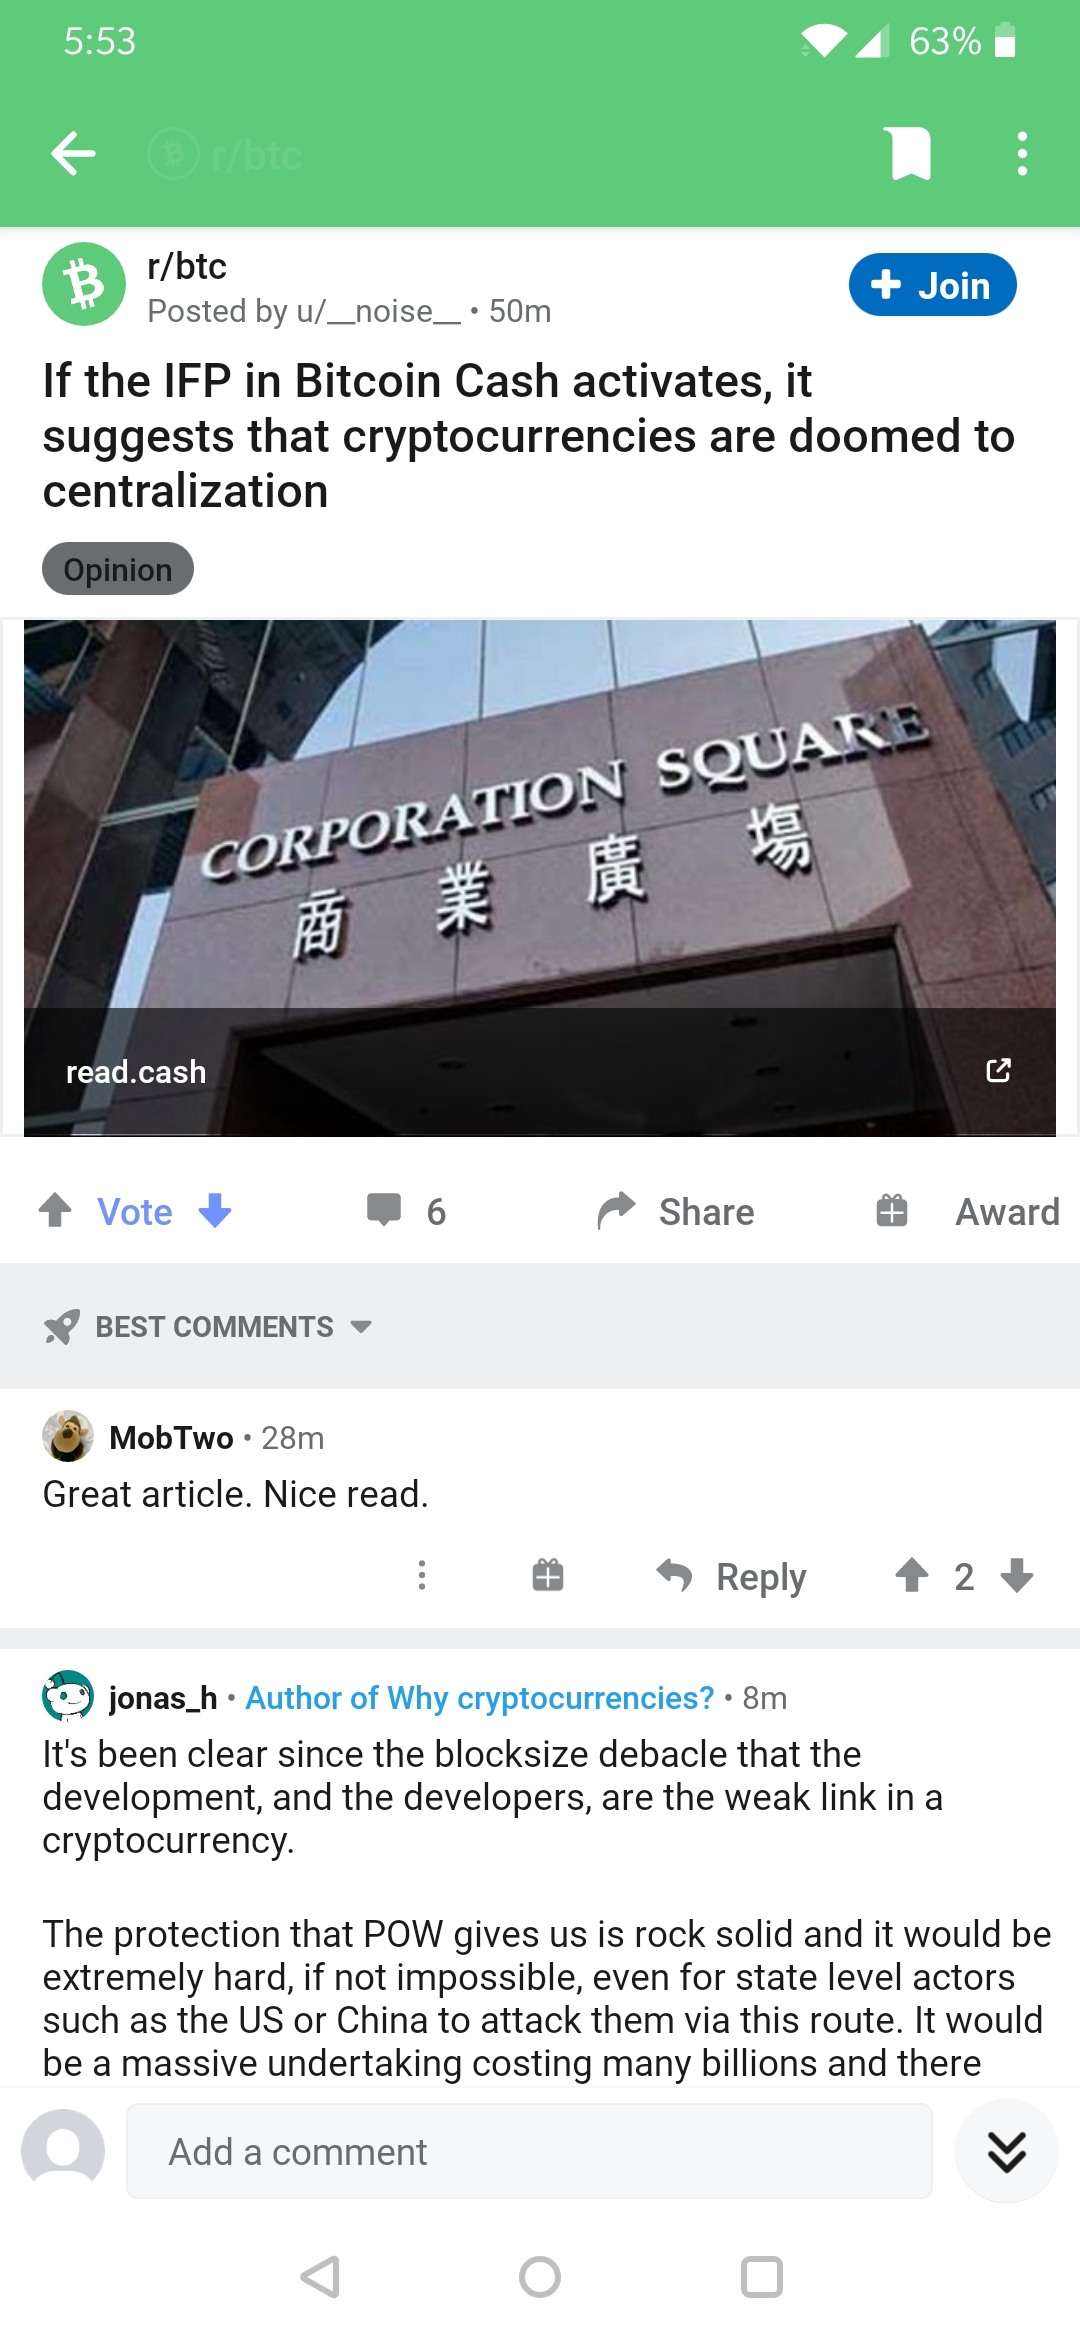 5:53
63%
r/btc
r/btc
Posted by u/__noise__ • 50m
Join
If the IFP in Bitcoin Cash activates, it
suggests that cryptocurrencies are doomed to
centralization
Opinion
CORPORATION SQUARE
商業廣場
read.cash
Vote
6
Share
Award
BEST COMMENTS
MobTwo • 28m
Great article. Nice read.
Reply
2
jonas_h • Author of Why cryptocurrencies? • 8m
It's been clear since the blocksize debacle that the
development, and the developers, are the weak link in a
cryptocurrency.
The protection that POW gives us is rock solid and it would be
extremely hard, if not impossible, even for state level actors
such as the US or China to attack them via this route. It would
be a massive undertaking costing many billions and there
Add a comment